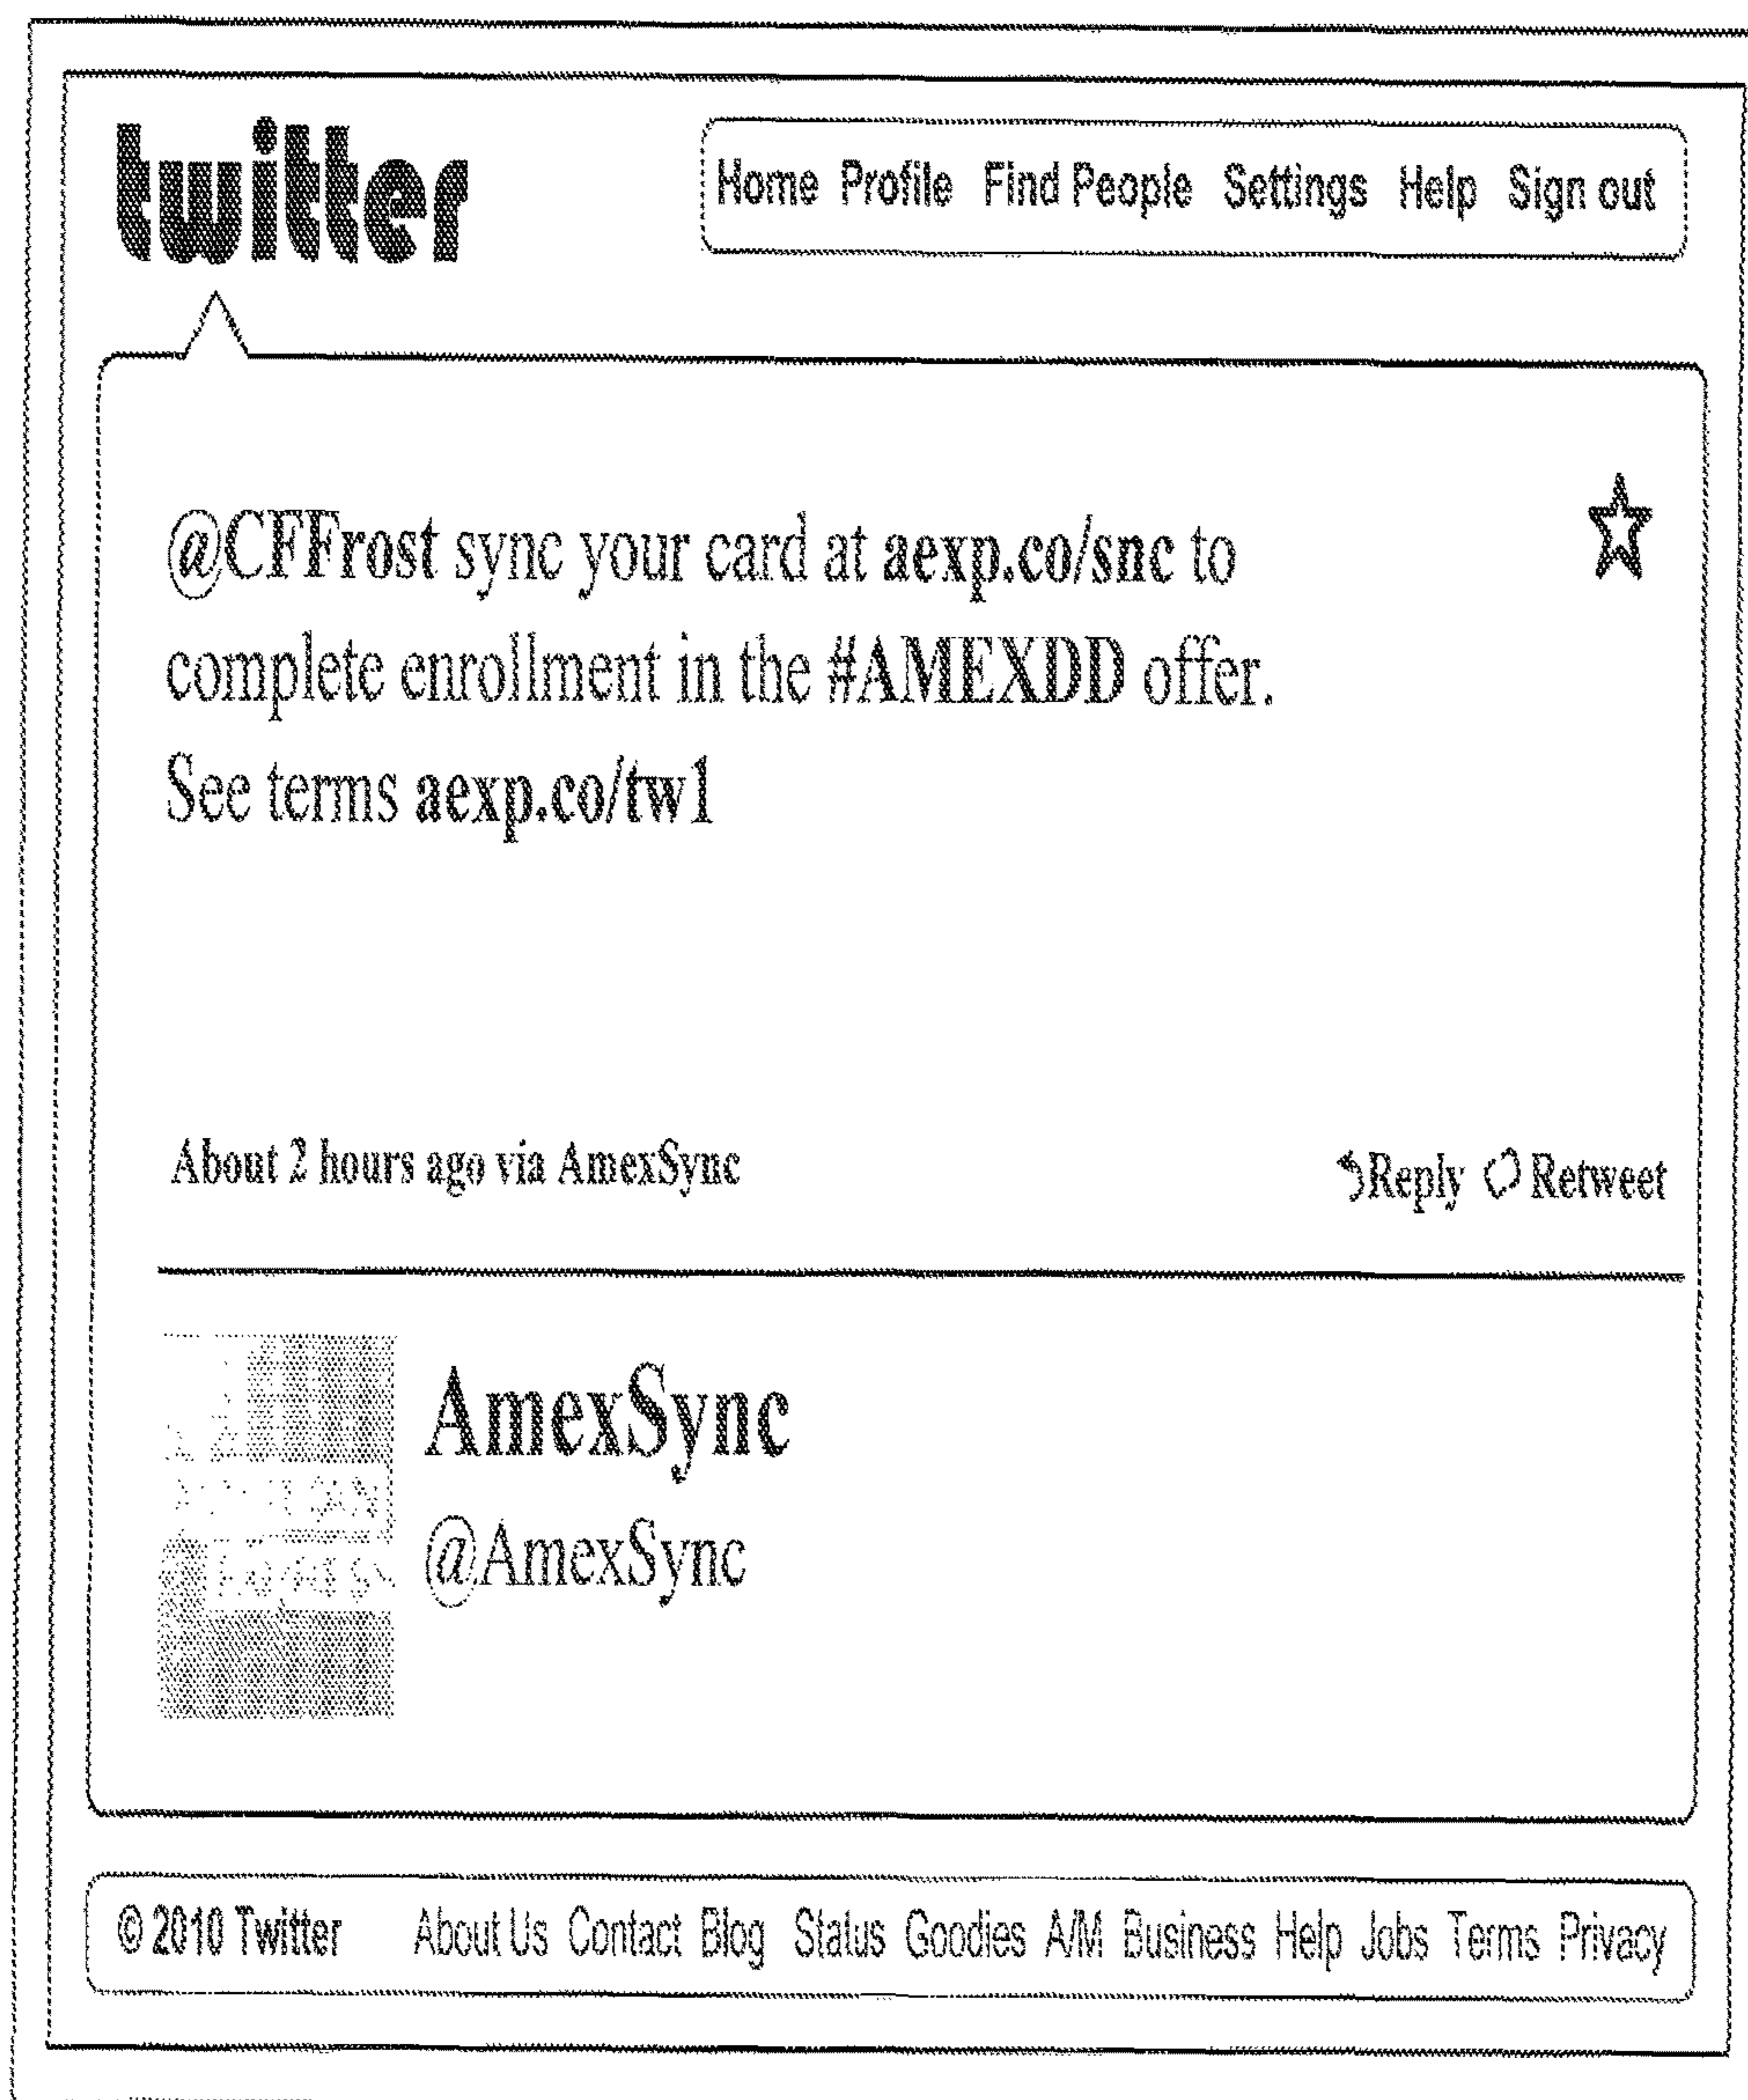 twitter
Home Profile Find People Settings Help Sign out
@CFFrost sync your card at aexp.co/snc to
complete enrollment in the #AMEXDD offer.
See terms aexp.co/tw1
About 2 hours ago via AmexSync
Reply Retweet
AmexSync
@AmexSync
© 2010 Twitter About Us Contact Blog Status Goodies A/M Business Help Jobs Terms Privacy